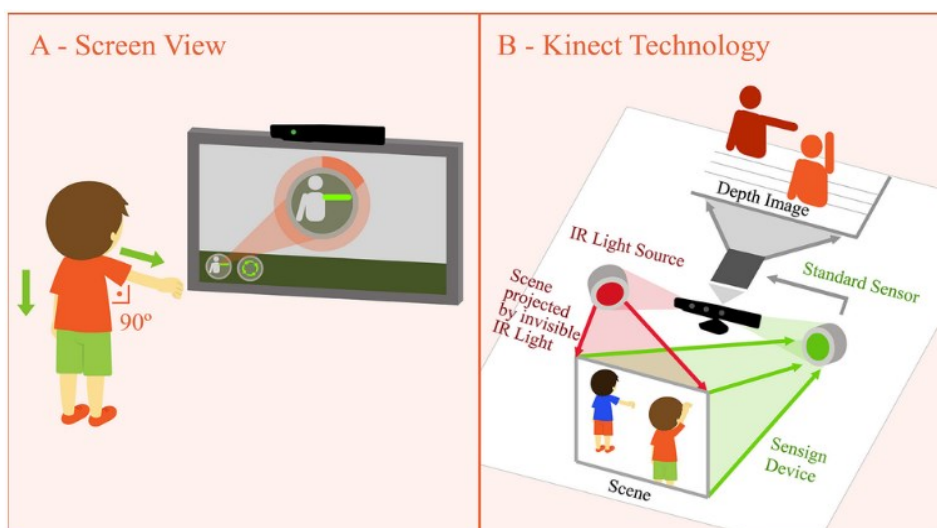 A - Screen View
90º
B - Kinect Technology
Depth Image
IR Light Source
Standard Sensor
Scene
projected
by invisible
IR Light
Sensign
Device
Scene